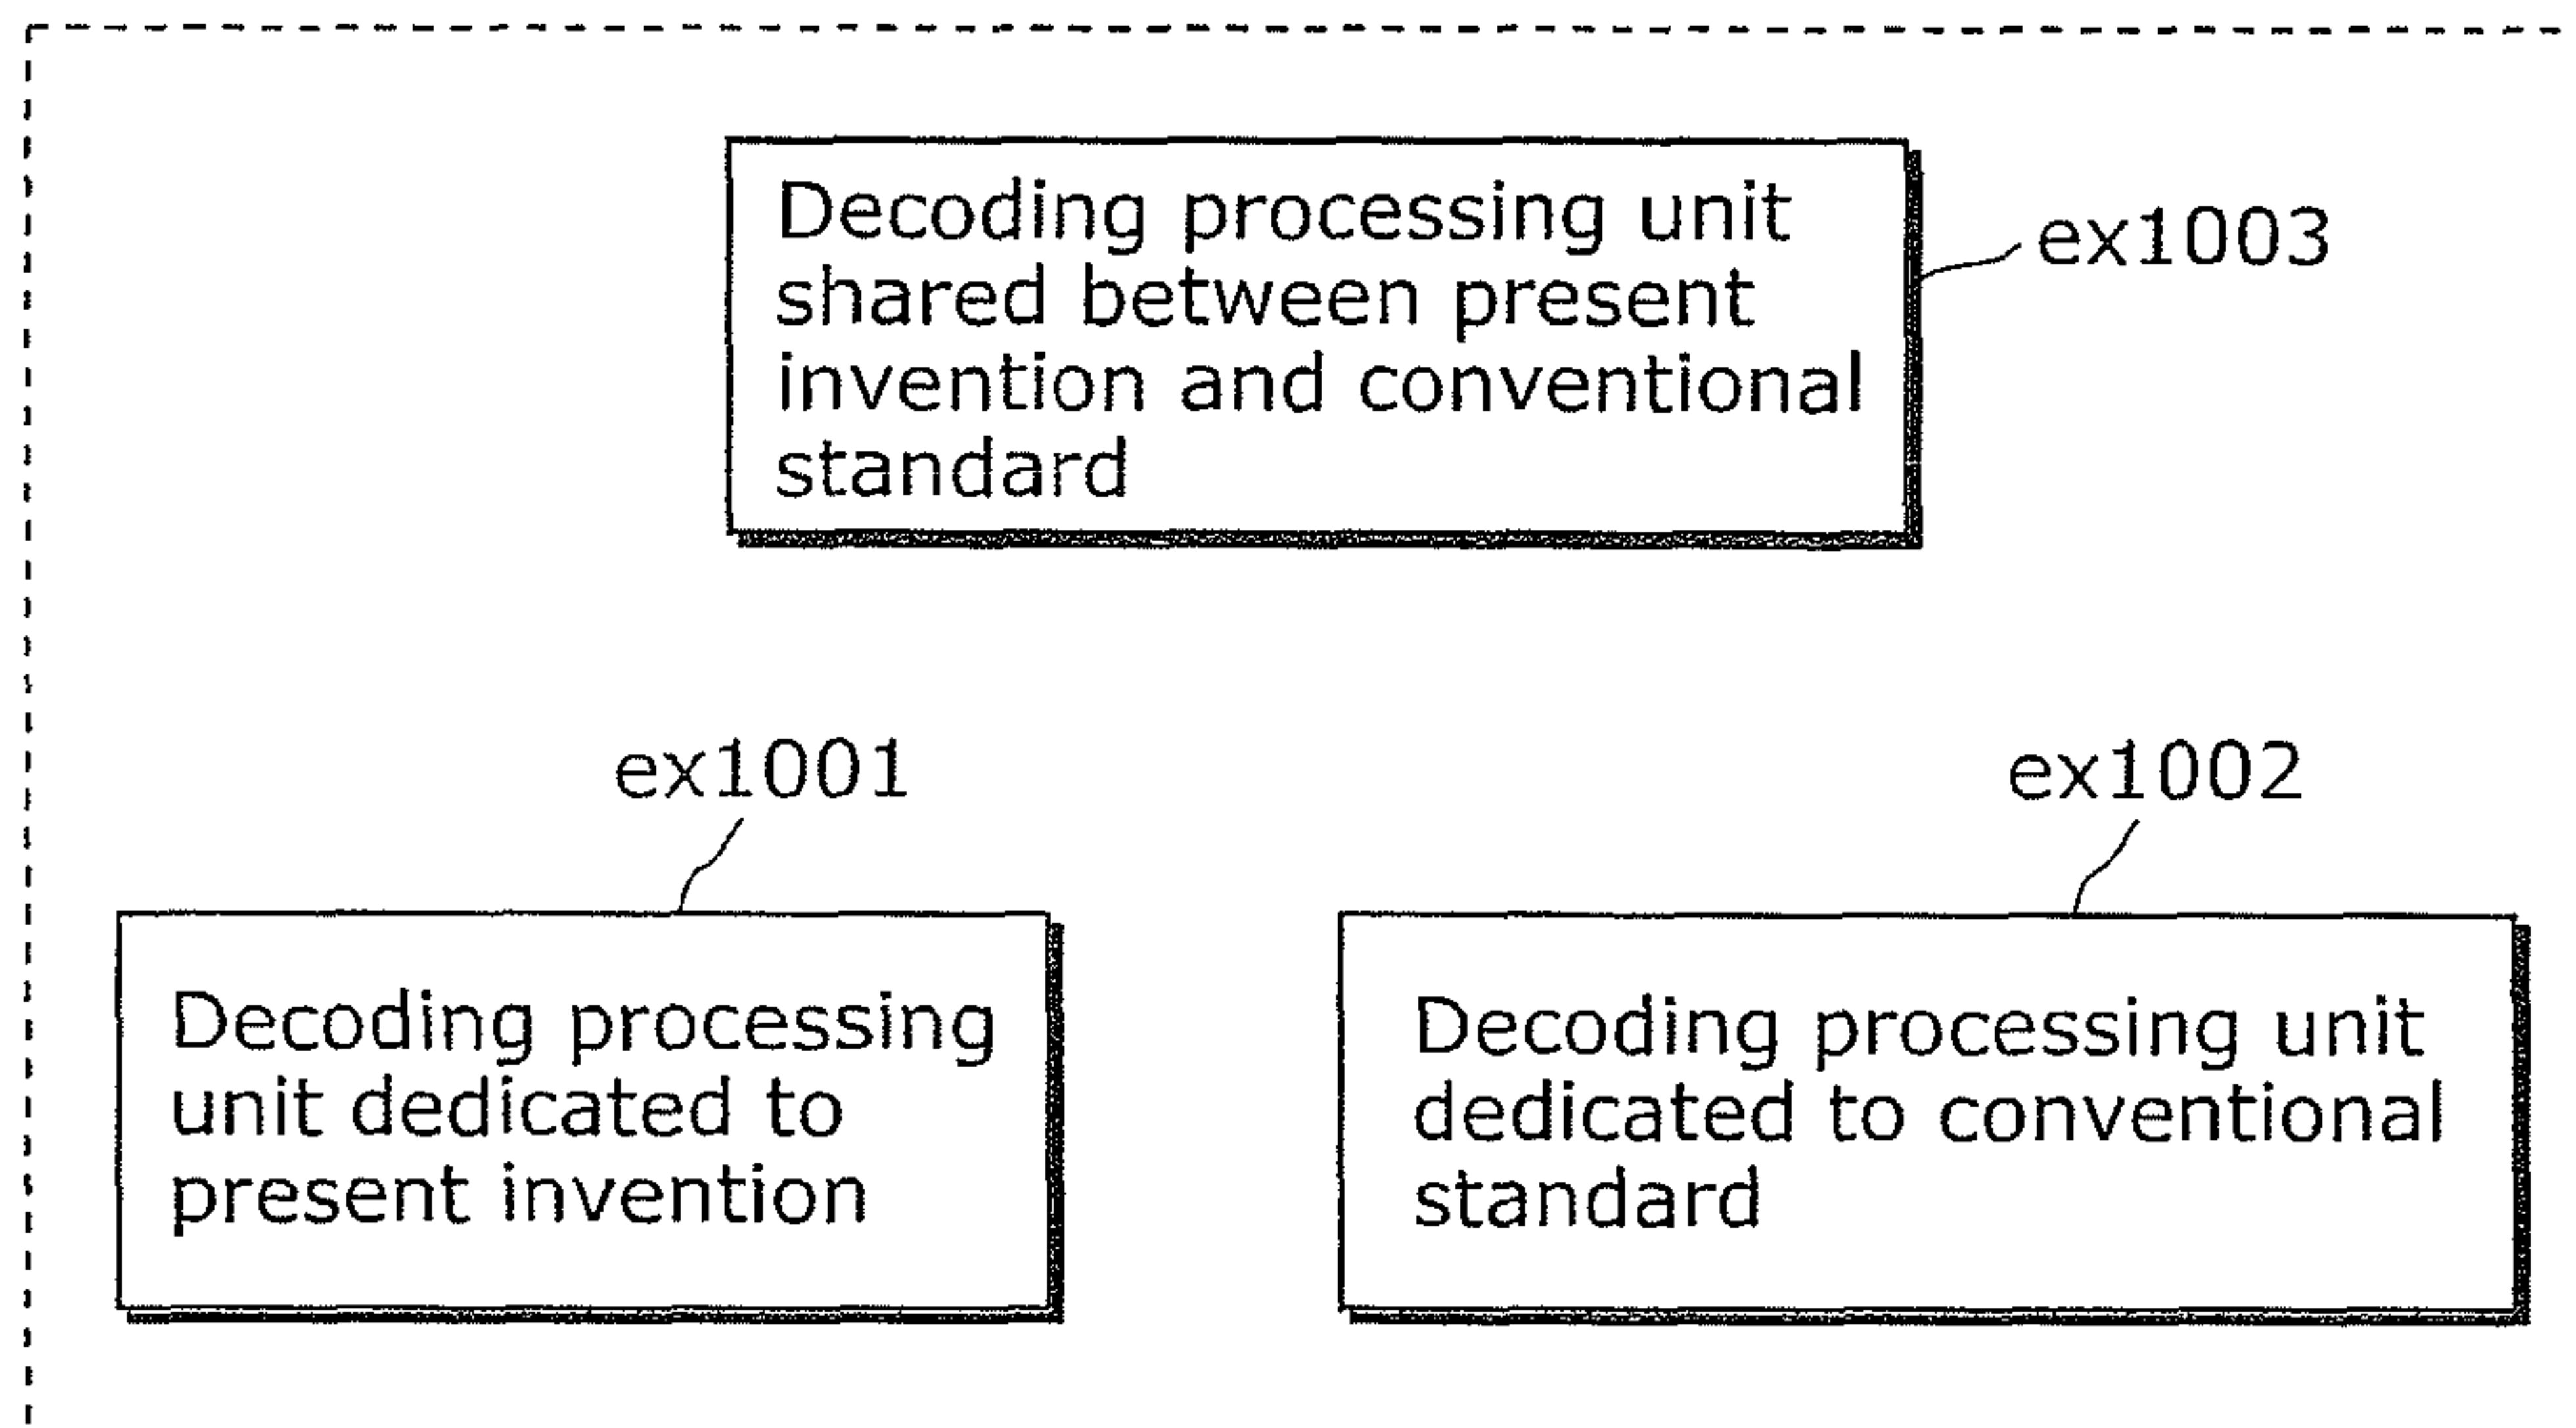 Decoding processing unit
shared between present
invention and conventional
standard
ex1003
ex1001
Decoding processing
unit dedicated to
present invention
ex1002
Decoding processing unit
dedicated to conventional
standard